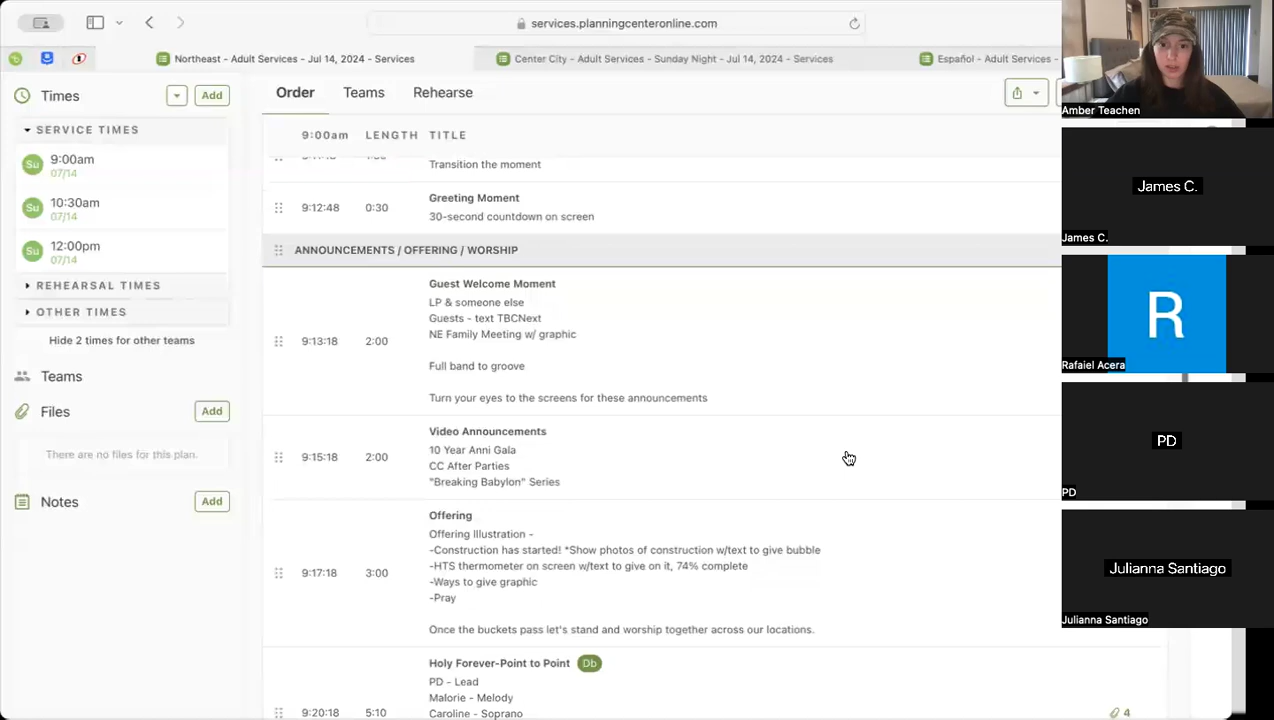 services.planningcenteronline.com
Northeast - Adult Services - Jul 14, 2024 - Services
Center City - Adult Services - Sunday Night - Jul 14, 2024 - Services
Español - Adult Services -
Times
Add
SERVICE TIMES
Su
9:00am
07/14
Su
10:30am
07/14
Su
12:00pm
07/14
REHEARSAL TIMES
OTHER TIMES
Hide 2 times for other teams
Teams
Files
Add
There are no files for this plan.
Notes
Add
Order
Teams
Rehearse
9:00am LENGTH TITLE
Transition the moment
9:12:48 0:30
Greeting Moment
30-second countdown on screen
ANNOUNCEMENTS / OFFERING / WORSHIP
9:13:18 2:00
Guest Welcome Moment
LP & someone else
Guests - text TBCNext
NE Family Meeting w/ graphic
Full band to groove
Turn your eyes to the screens for these announcements
9:15:18 2:00
Video Announcements
10 Year Anni Gala
CC After Parties
"Breaking Babylon" Series
9:17:18 3:00
Offering
Offering Illustration -
-Construction has started! *Show photos of construction w/text to give bubble
-HTS thermometer on screen w/text to give on it, 74% complete
-Ways to give graphic
-Pray
Once the buckets pass let's stand and worship together across our locations.
9:20:18 5:10
Holy Forever-Point to Point Db
PD - Lead
Malorie - Melody
Caroline - Soprano
4
Amber Teachen
James C.
James C.
R
Rafaiel Acera
PD
PD
Julianna Santiago
Julianna Santiago